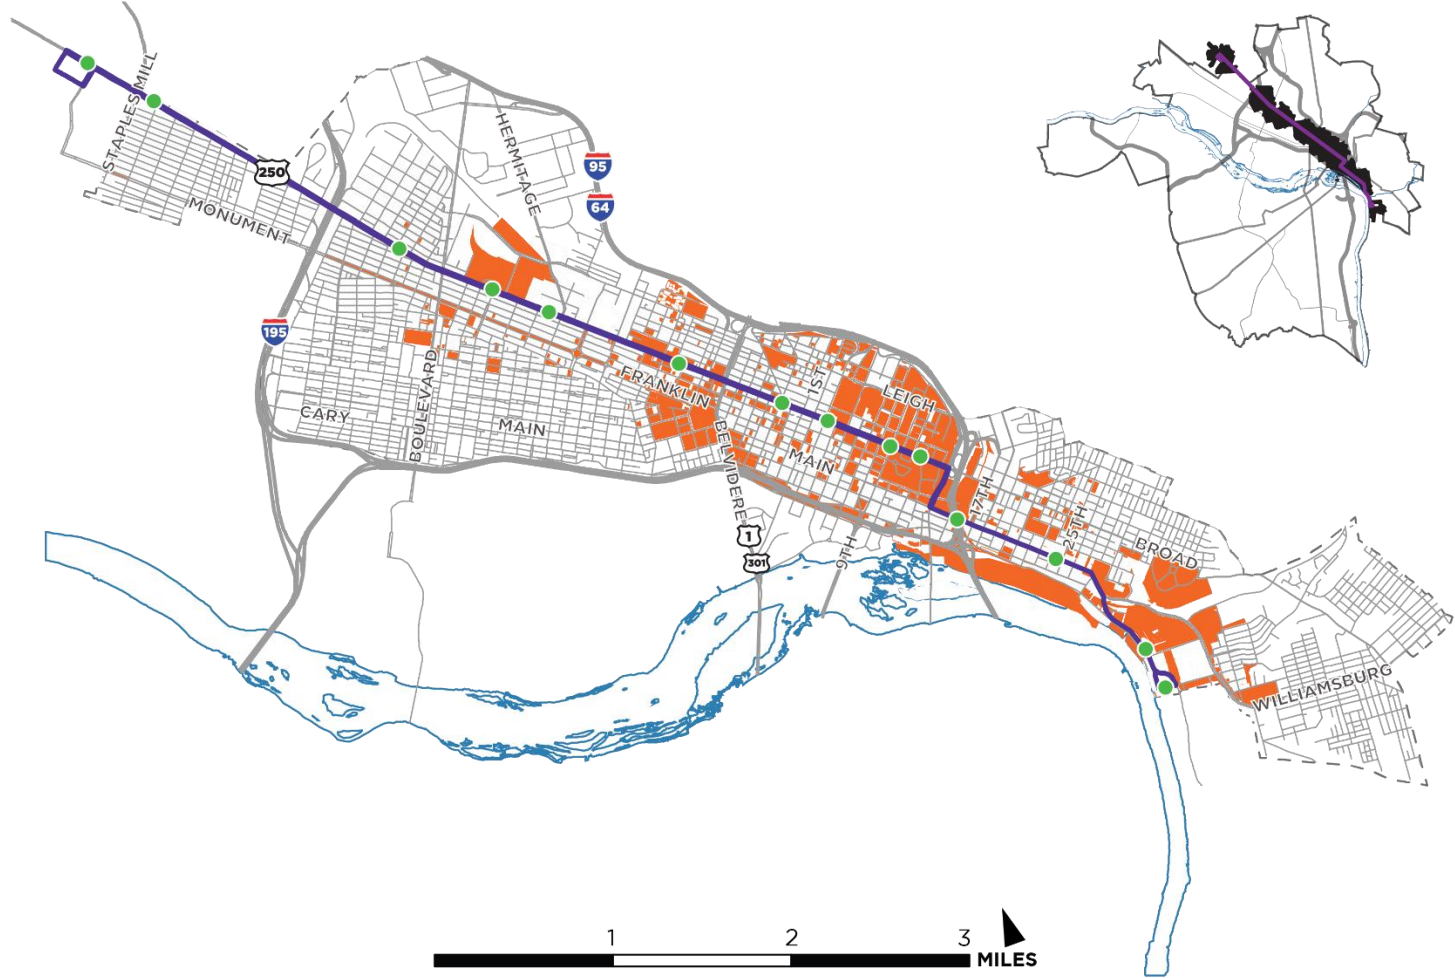 STAPLES MILL
250
MONUMENT
HERMITAGE
95
64
195
CARY
BOULEVARD
MAIN
FRANKLIN
1ST
LEIGH
BELVIDERE
MAIN
17TH
25TH
BROAD
1
301
9TH
WILLIAMSBURG
1
2
3
MILES